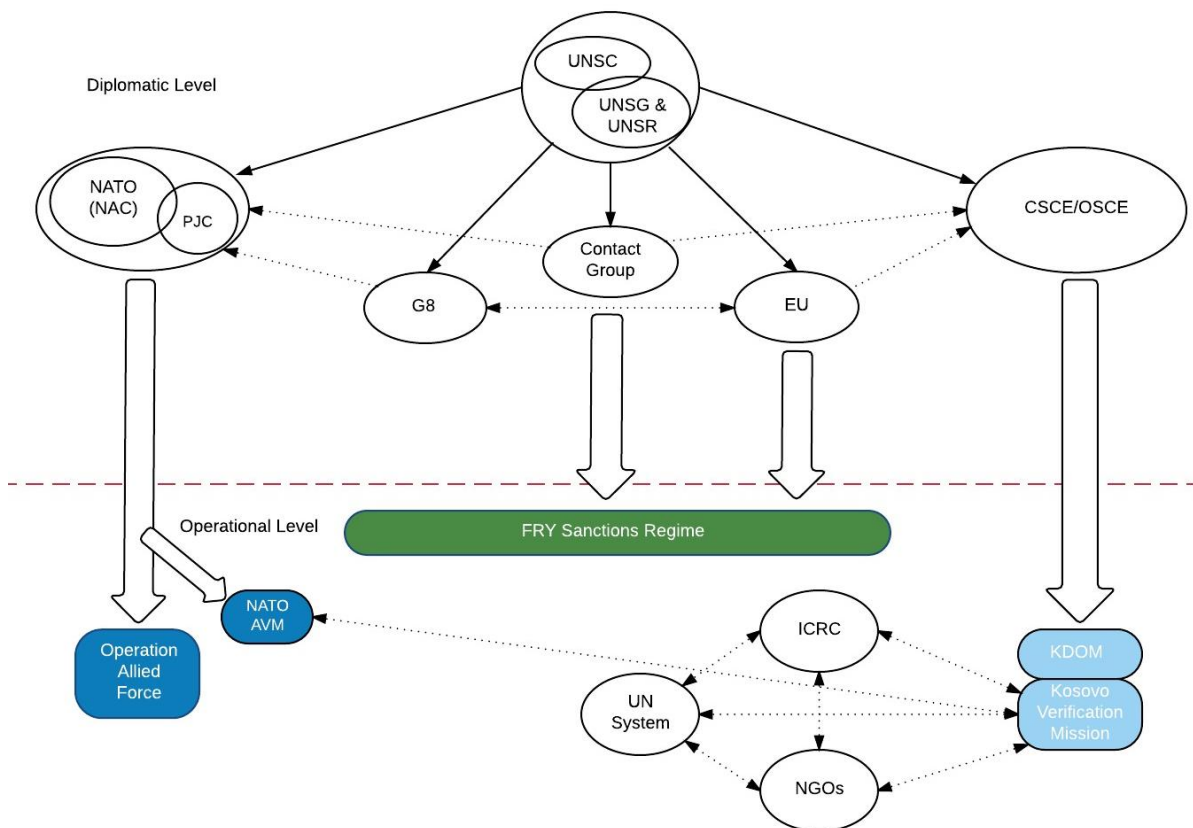 UNSC
Diplomatic Level
UNSG &
UNSR
NATO
(NAC)
PJC
CSCE/OSCE
Contact
Group
G8
EU
Operational Level
FRY Sanctions Regime
NATO
AVM
ICRC
Operation
Allied
Force
KDOM
Kosovo
Verification
Mission
UN
System
NGOs